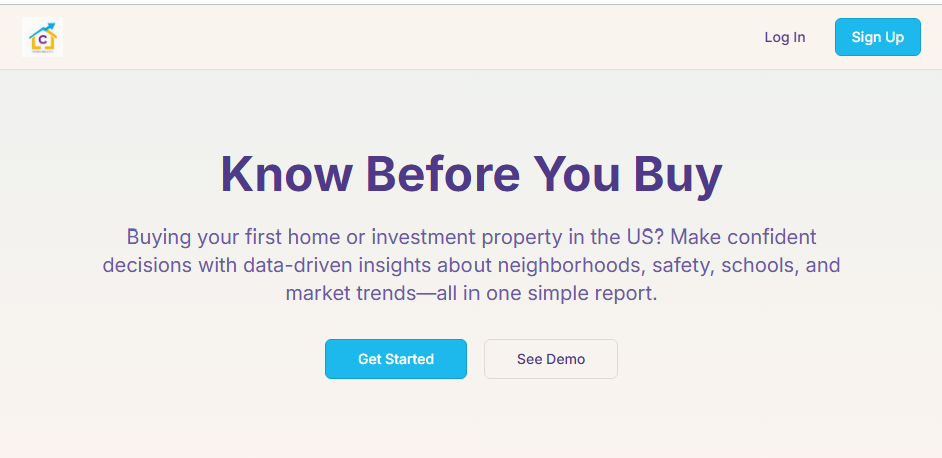 C
Log In
Sign Up
Know Before You Buy
Buying your first home or investment property in the US? Make confident
decisions with data-driven insights about neighborhoods, safety, schools, and
market trends—all in one simple report.
Get Started
See Demo